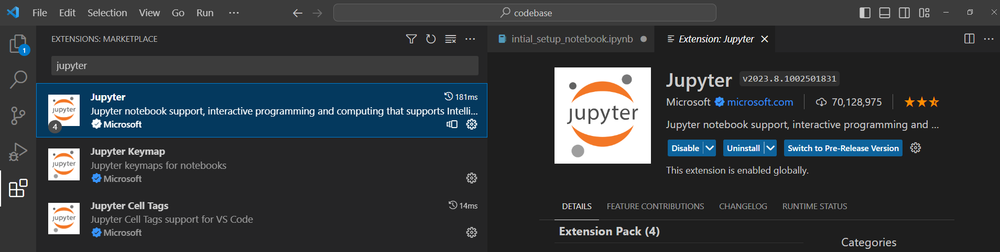 File Edit Selection View Go Run ···
codebase
EXTENSIONS: MARKETPLACE
jupyter
jupyter
Jupyter
181ms
Jupyter notebook support, interactive programming and computing that supports Intelli...
4
Microsoft
jupyter
Jupyter Keymap
Jupyter keymaps for notebooks
Microsoft
jupyter
Jupyter Cell Tags
14ms
Jupyter Cell Tags support for VS Code
Microsoft
1
intial_setup_notebook.ipynb
Extension: Jupyter
jupyter
Jupyter v2023.8.1002501831
Microsoft microsoft.com 70,128,975
Jupyter notebook support, interactive programming and ...
Disable Uninstall Switch to Pre-Release Version
This extension is enabled globally.
DETAILS FEATURE CONTRIBUTIONS CHANGELOG RUNTIME STATUS
Extension Pack (4)
Categories